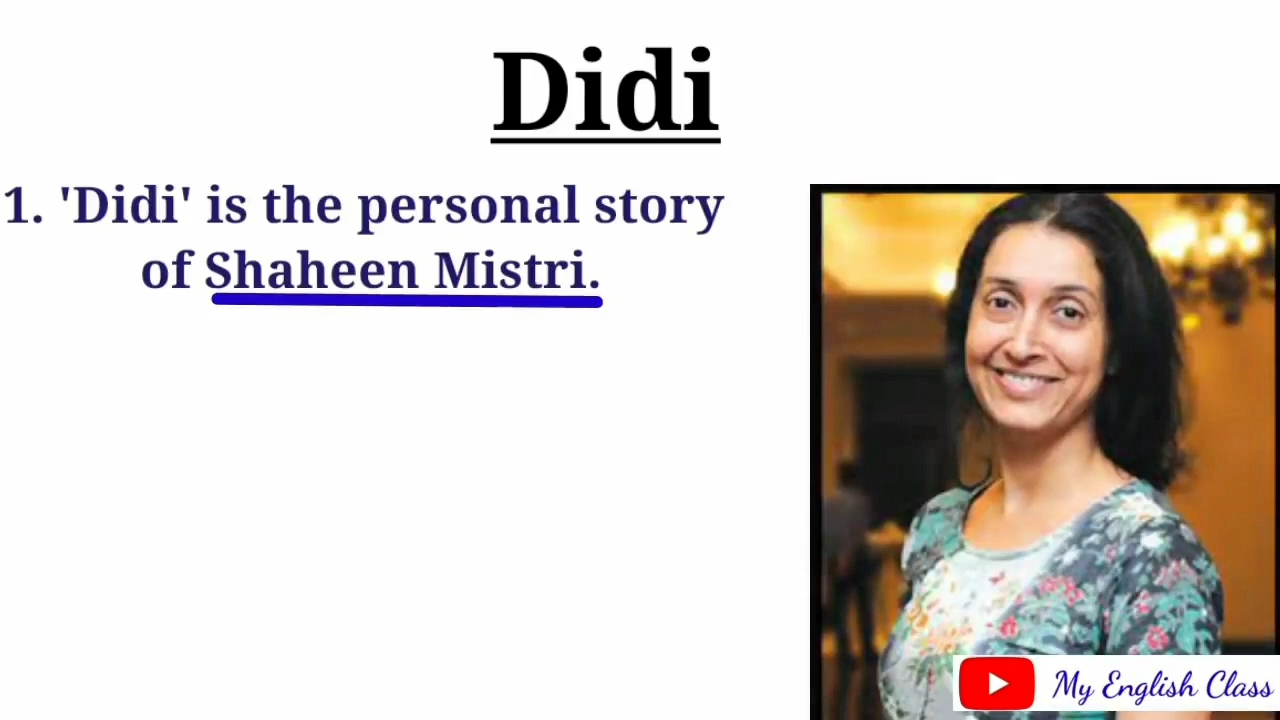 Didi
1. 'Didi' is the personal story
of Shaheen Mistri.
My English Class